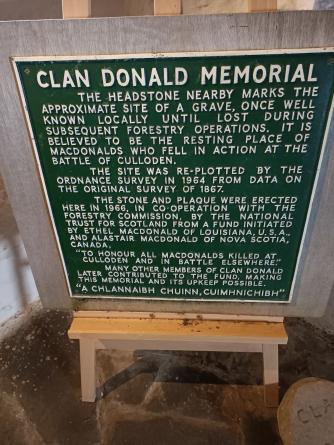 CLAN DONALD MEMORIAL
THE HEADSTONE NEARBY MARKS THE
APPROXIMATE SITE OF A GRAVE, ONCE WELL
KNOWN LOCALLY UNTIL LOST DURING
SUBSEQUENT FORESTRY OPERATIONS. IT IS
BELIEVED TO BE THE RESTING PLACE OF
MACDONALDS WHO FELL IN ACTION AT THE
BATTLE OF CULLODEN.
THE SITE WAS RE-PLOTTED BY THE
ORDNANCE SURVEY IN 1964 FROM DATA ON
THE ORIGINAL SURVEY OF 1867.
THE STONE AND PLAQUE WERE ERECTED
HERE IN 1966, IN CO-OPERATION WITH THE
FORESTRY COMMISSION, BY THE NATIONAL
TRUST FOR SCOTLAND FROM A FUND INITIATED
BY ETHEL MACDONALD OF LOUISIANA, U.S.A.,
AND ALASTAIR MACDONALD OF NOVA SCOTIA,
CANADA,
"TO HONOUR ALL MACDONALDS KILLED AT
CULLODEN AND IN BATTLE ELSEWHERE."
MANY OTHER MEMBERS OF CLAN DONALD
LATER CONTRIBUTED TO THE FUND, MAKING
THIS MEMORIAL AND ITS UPKEEP POSSIBLE.
"A CHLANNAIBH CHUINN, CUIMHNICHIBH"